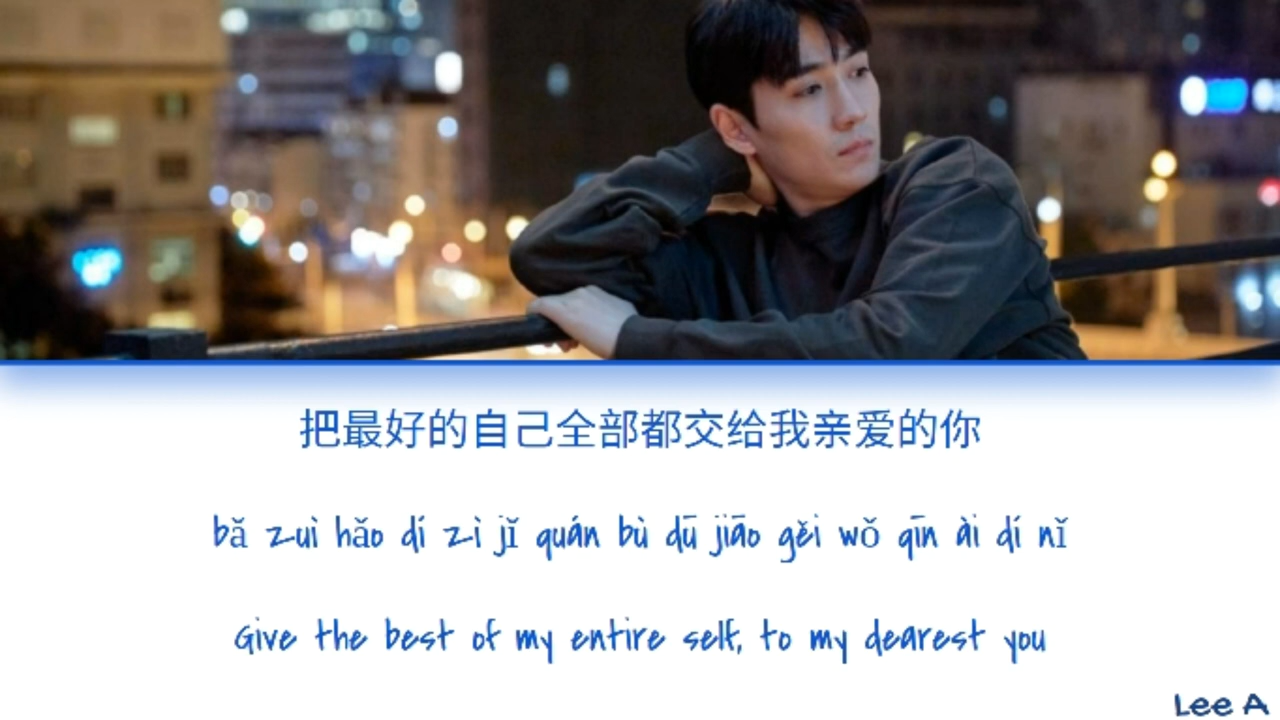 把最好的自己全部都交给我亲爱的你
bǎ zuì hǎo dí zì jǐ quán bù dū jiāo gěi wǒ qīn ài dí nǐ
Give the best of my entire self, to my dearest you
Lee A